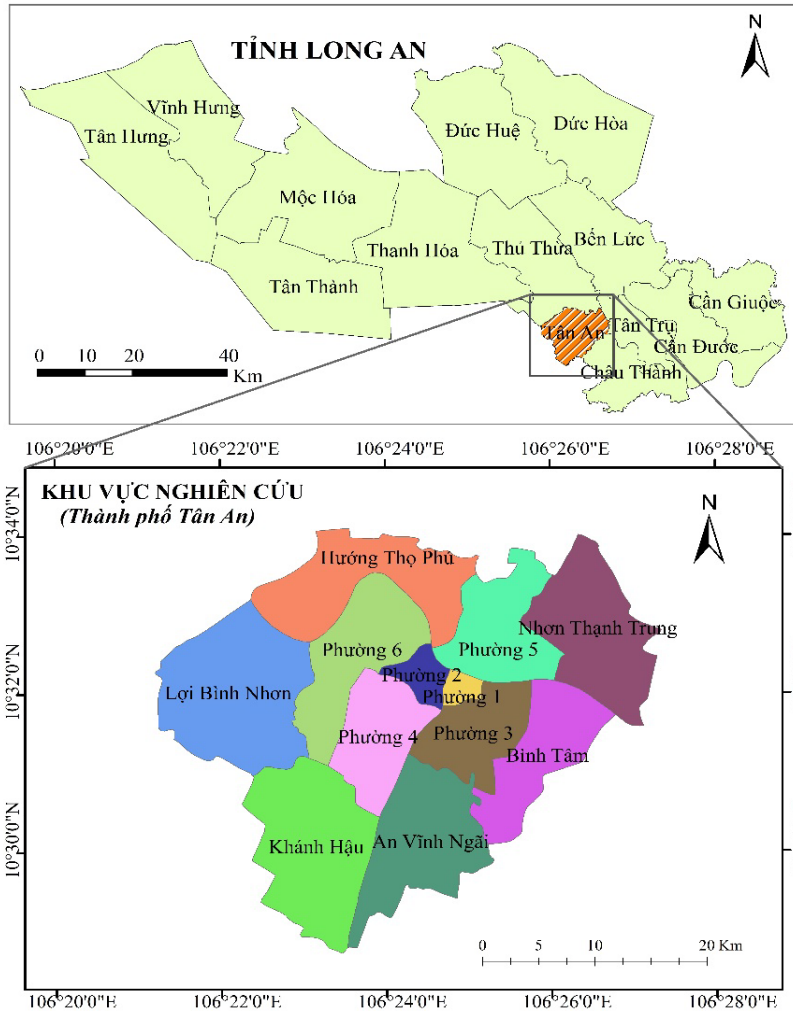 TỈNH LONG AN
N
Vĩnh Hưng
Tân Hưng
Đức Huệ
Dức Hòa
Mộc Hóa
Thanh Hóa
Thủ Thừa
Bến Lức
Tân Thành
Cần Giuộc
Tân Trụ
Tân An
Cần Đước
Châu Thành
0 10 20 40
Km
106°20'0"E 106°22'0"E 106°24'0"E 106°26'0"E 106°28'0"E
KHU VỰC NGHIÊN CỨU
(Thành phố Tân An)
N
10°34'0"N
Hướng Thọ Phú
Nhơn Thạnh Trung
Phường 6
Phường 5
Phường 2
10°32'0"N
Lợi Bình Nhơn
Phường 1
Phường 4
Phường 3
Bình Tâm
10°30'0"N
Khánh Hậu
An Vĩnh Ngãi
0 5 10 20 Km
106°20'0"E 106°22'0"E 106°24'0"E 106°26'0"E 106°28'0"E